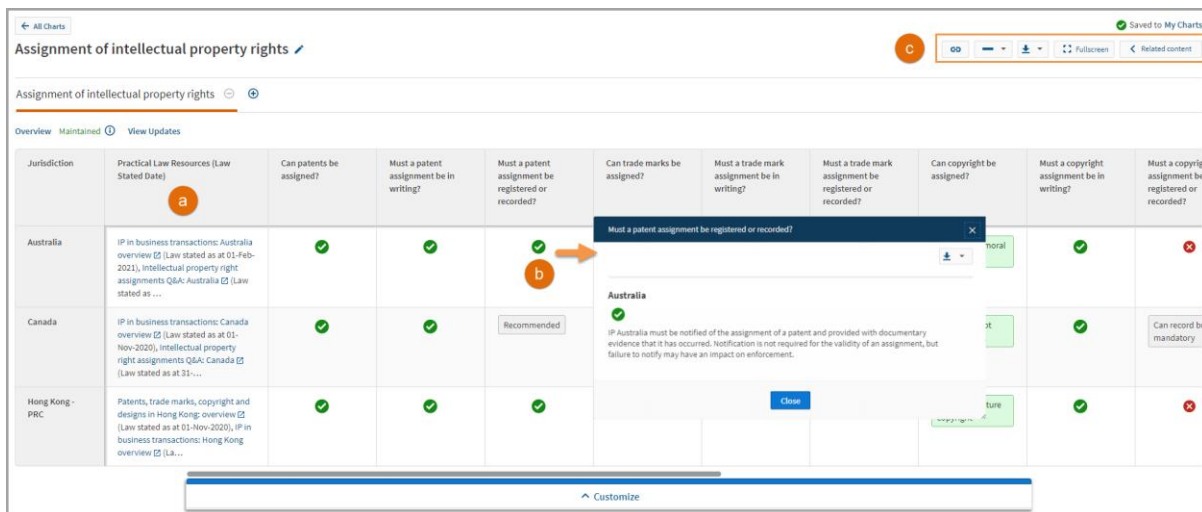 ← All Charts
Saved to My Charts
Assignment of intellectual property rights
c
Fullscreen
Related content
Assignment of intellectual property rights
Overview Maintained View Updates
Jurisdiction
Practical Law Resources (Law
Stated Date)
a
Can patents be
assigned?
Must a patent
assignment be in
writing?
Must a patent
assignment be
registered or
recorded?
Can trade marks be
assigned?
Must a trade mark
assignment be in
writing?
Must a trade mark
assignment be
registered or
recorded?
Can copyright be
assigned?
Must a copyright
assignment be in
writing?
Must a
assignment
registered or
recorded?
Australia
IP in business transactions: Australia
overview (Law stated as at 01-Feb-
2021), Intellectual property right
assignments Q&A: Australia (Law
stated as ...
b
moral
Must a patent assignment be registered or recorded?
Australia
IP Australia must be notified of the assignment of a patent and provided with documentary
evidence that it has occurred. Notification is not required for the validity of an assignment, but
failure to notify may have an impact on enforcement.
Close
Canada
IP in business transactions: Canada
overview (Law stated as at 01-
Nov-2020), Intellectual property
right assignments Q&A: Canada
(Law stated as at 31-...
Recommended
Can record
mandatory
Hong Kong -
PRC
Patents, trade marks, copyright and
designs in Hong Kong: overview
(Law stated as at 01-Nov-2020), IP in
business transactions: Hong Kong
overview (La...
Customize